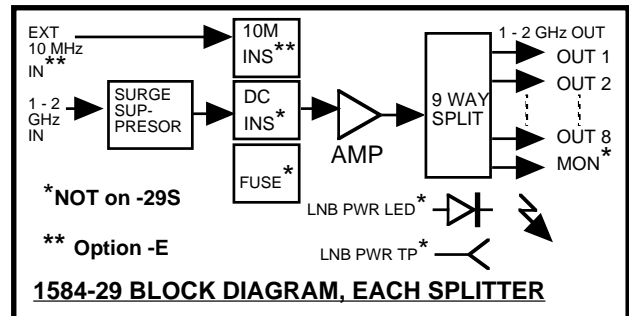 EXT
10 MHz
IN**
10M
INS**
1 - 2 GHz OUT
OUT 1
OUT 2
OUT 8
MON*
1 - 2
GHz
IN
SURGE
SUP-
PRESOR
DC
INS*
FUSE*
AMP
9 WAY
SPLIT
*NOT on -29S
** Option -E
LNB PWR LED*
LNB PWR TP*
1584-29 BLOCK DIAGRAM, EACH SPLITTER